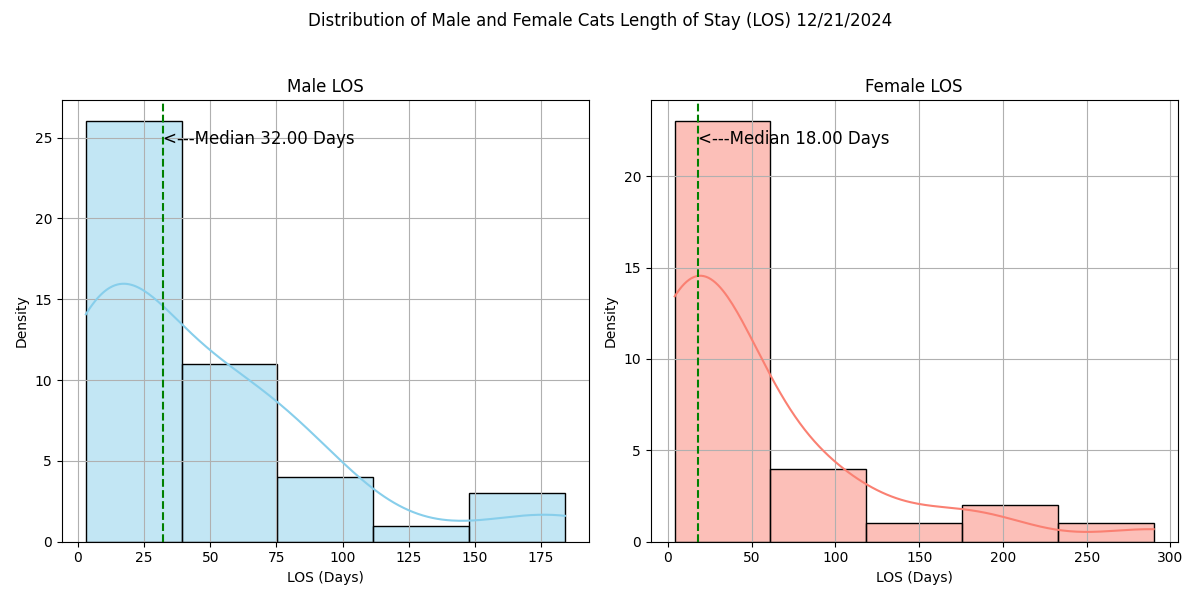 Distribution of Male and Female Cats Length of Stay (LOS) 12/21/2024
Male LOS
Female LOS
<---Median 32.00 Days
<---Median 18.00 Days
25
20
15
10
5
0
Density
0 25 50 75 100 125 150 175
LOS (Days)
20
15
10
5
0
Density
0 50 100 150 200 250 300
LOS (Days)